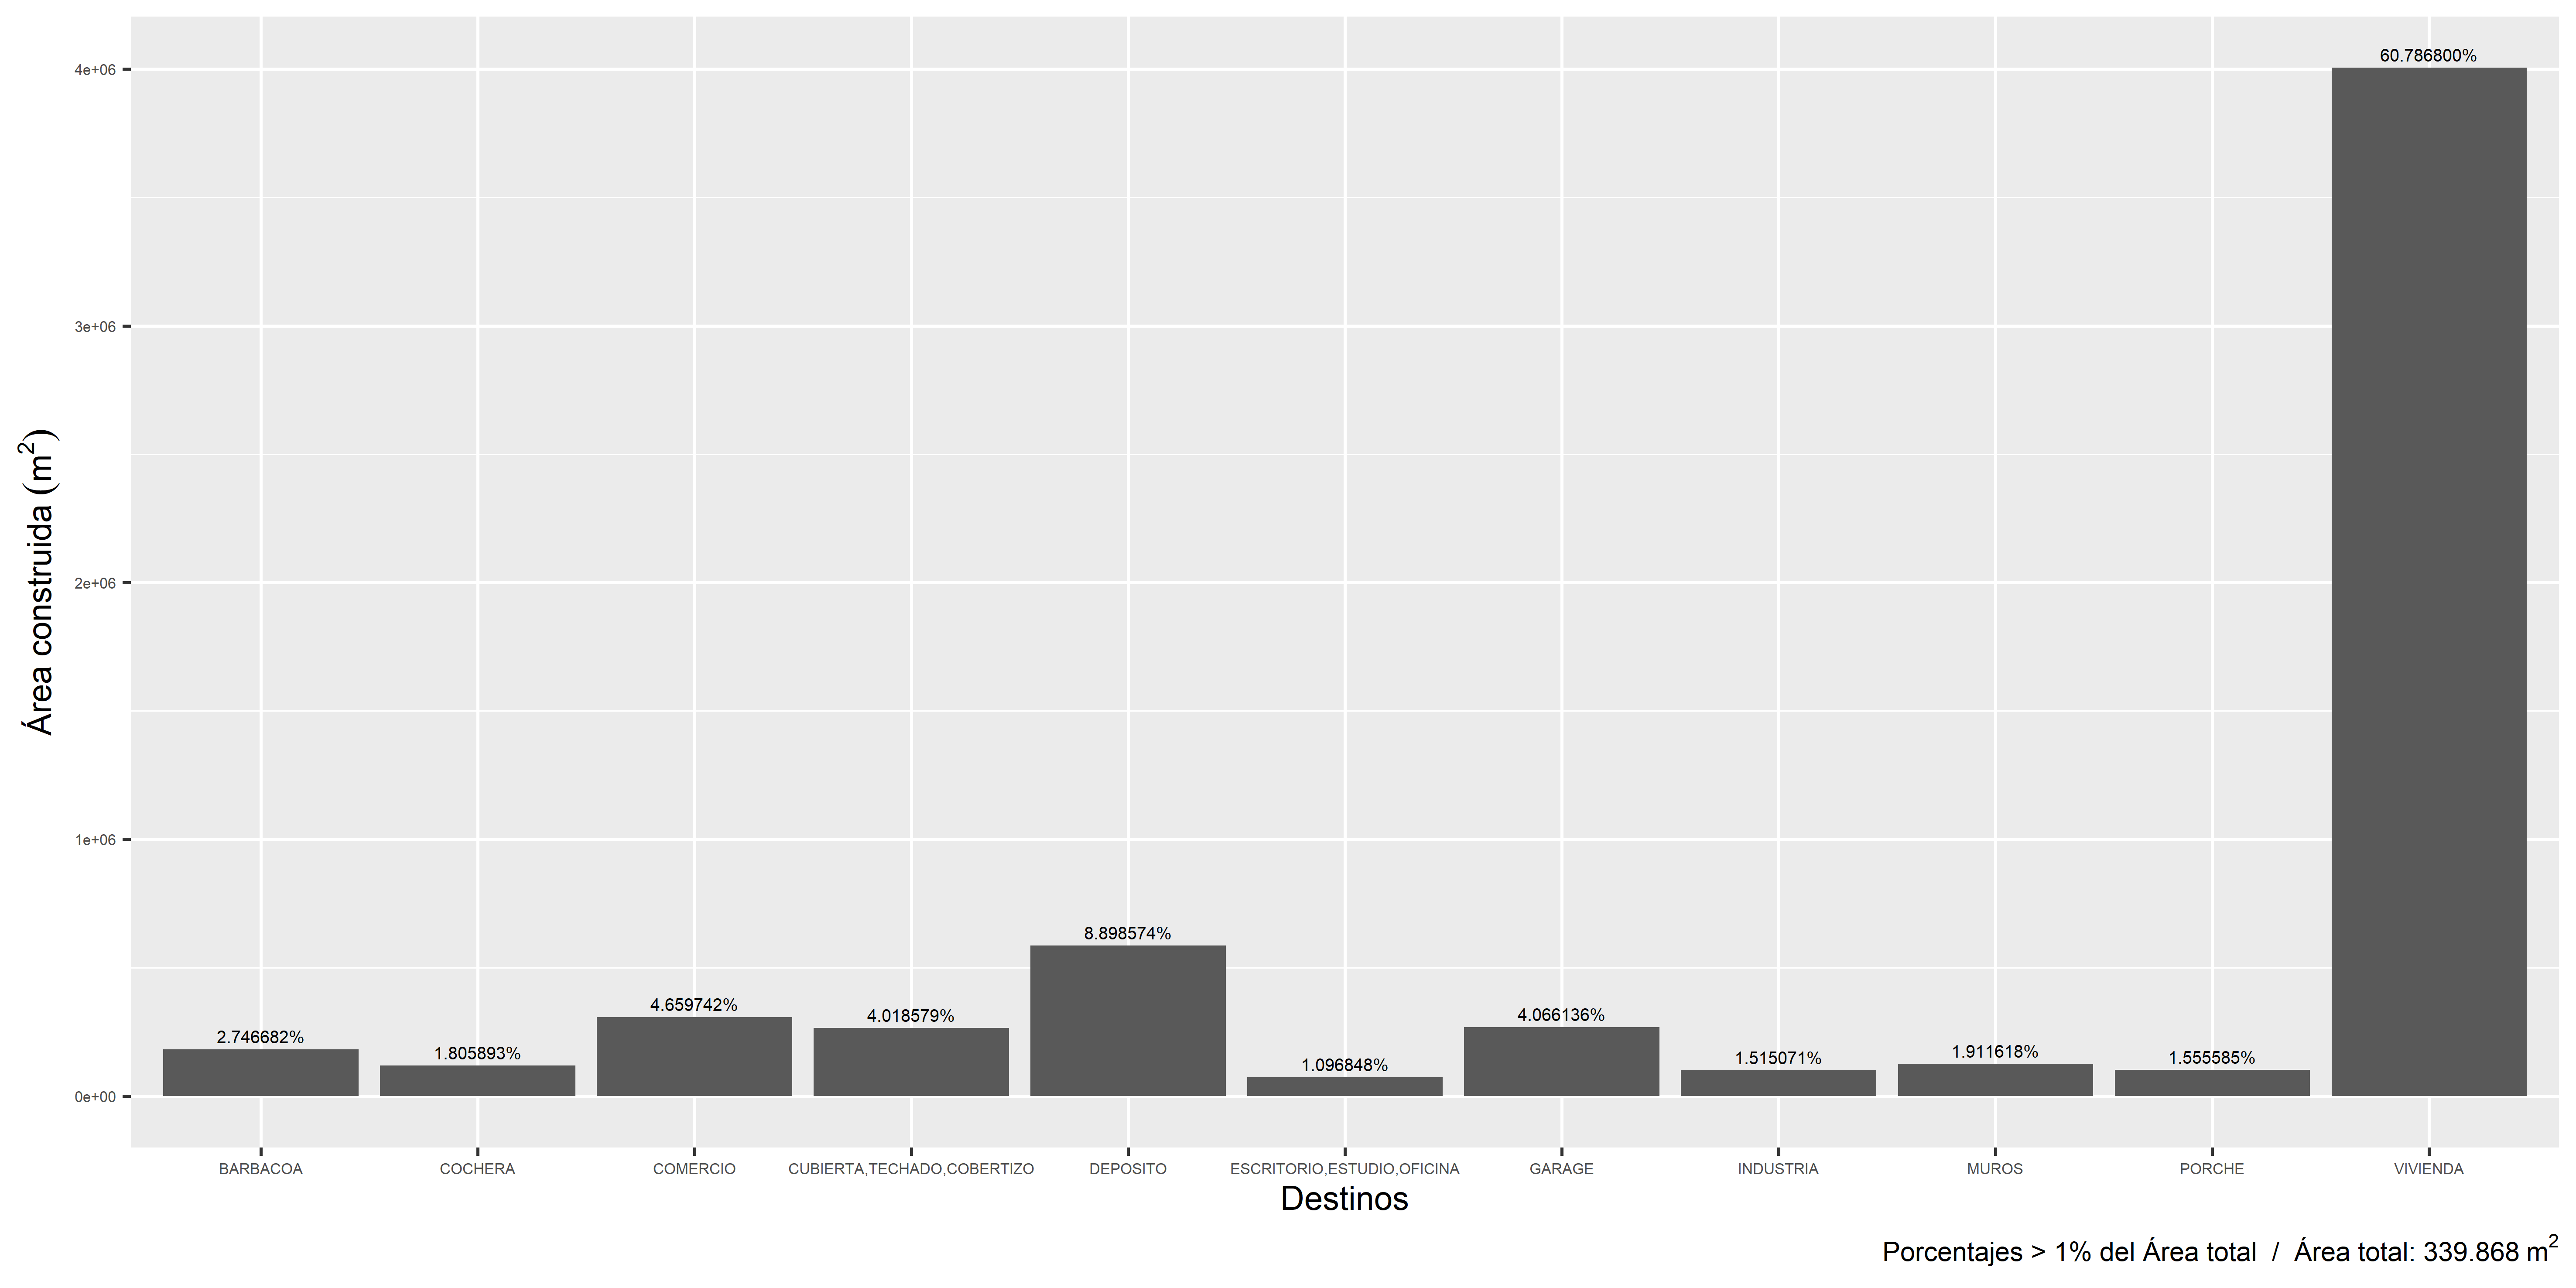 60.786800%
4e+06
3e+06
2e+06
1e+06
0e+00
Área construida (m²)
8.898574%
4.659742%
4.018579%
4.066136%
2.746682%
1.805893%
1.096848%
1.515071%
1.911618%
1.555585%
BARBACOA COCHERA COMERCIO CUBIERTA,TECHADO,COBERTIZO DEPOSITO ESCRITORIO,ESTUDIO,OFICINA GARAGE INDUSTRIA MUROS PORCHE VIVIENDA
Destinos
Porcentajes > 1% del Área total / Área total: 339.868 m²